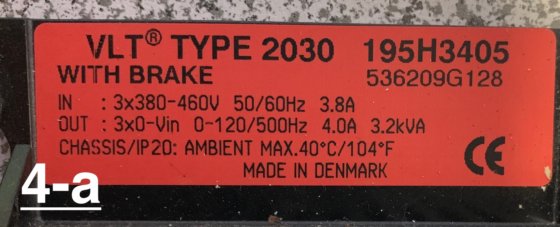 VLT® TYPE 2030 195H3405
WITH BRAKE 536209G128
IN : 3x380-460V 50/60Hz 3.8A
OUT : 3x0-Vin 0-120/500Hz 4.0A 3.2kVA
CHASSIS/IP20: AMBIENT MAX.40°C/104°F
MADE IN DENMARK
CE
4-a